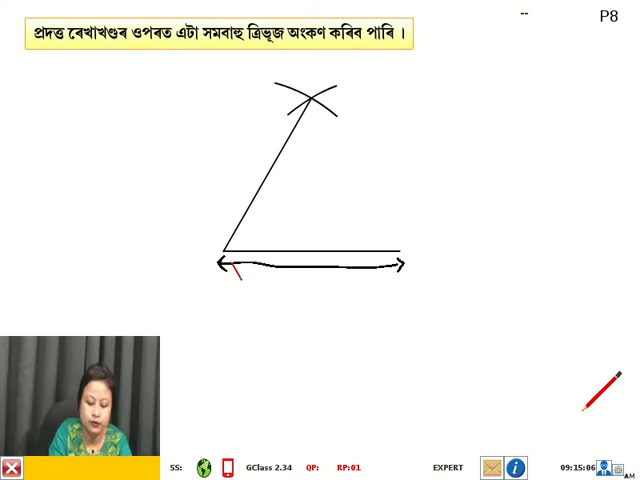 --
P8
প্ৰদত্ত ৰেখাখণ্ডৰ ওপৰত এটা সমবাহু ত্ৰিভূজ অংকণ কৰিব পাৰি ।
SS: GClass 2.34 QP: RP:01 EXPERT 09:15:06 AM